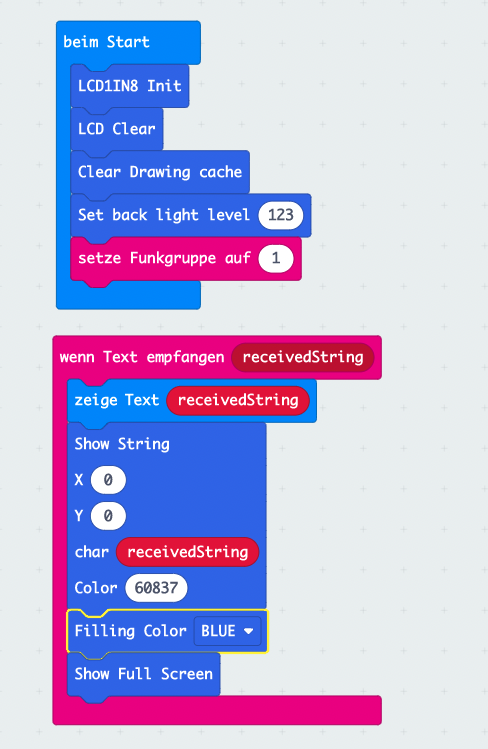 beim Start
LCD1IN8 Init
LCD Clear
Clear Drawing cache
Set back light level 123
setze Funkgruppe auf 1
wenn Text empfangen receivedString
zeige Text receivedString
Show String
X 0
Y 0
char receivedString
Color 60837
Filling Color BLUE
Show Full Screen